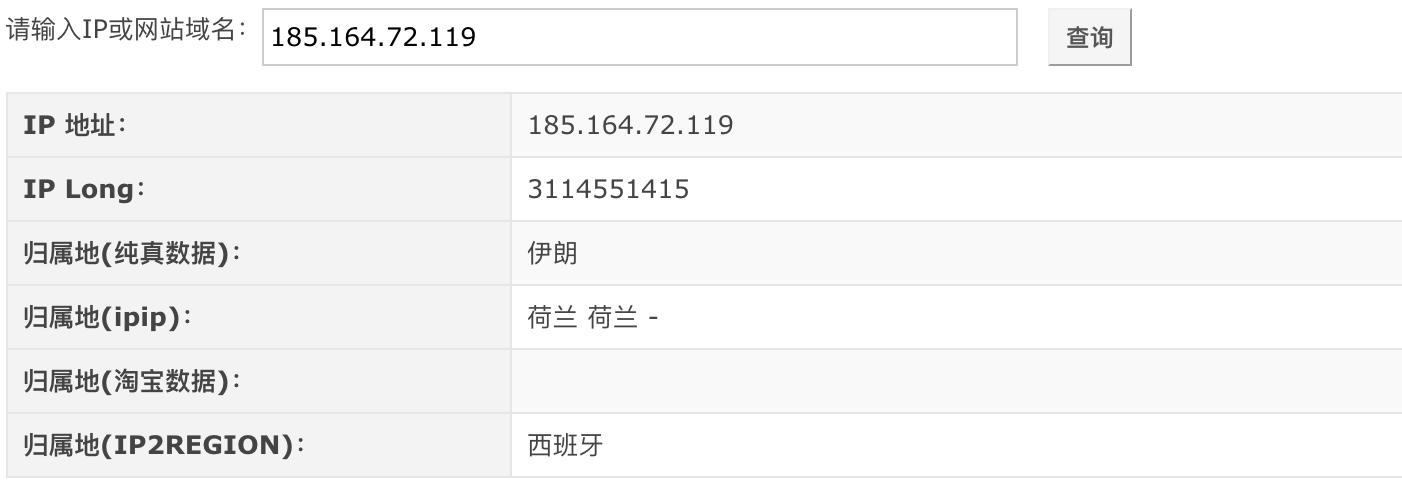 请输入IP或网站域名： 185.164.72.119 查询
IP 地址： 185.164.72.119
IP Long： 3114551415
归属地(纯真数据)： 伊朗
归属地(ipip)： 荷兰 荷兰 -
归属地(淘宝数据)：
归属地(IP2REGION)： 西班牙